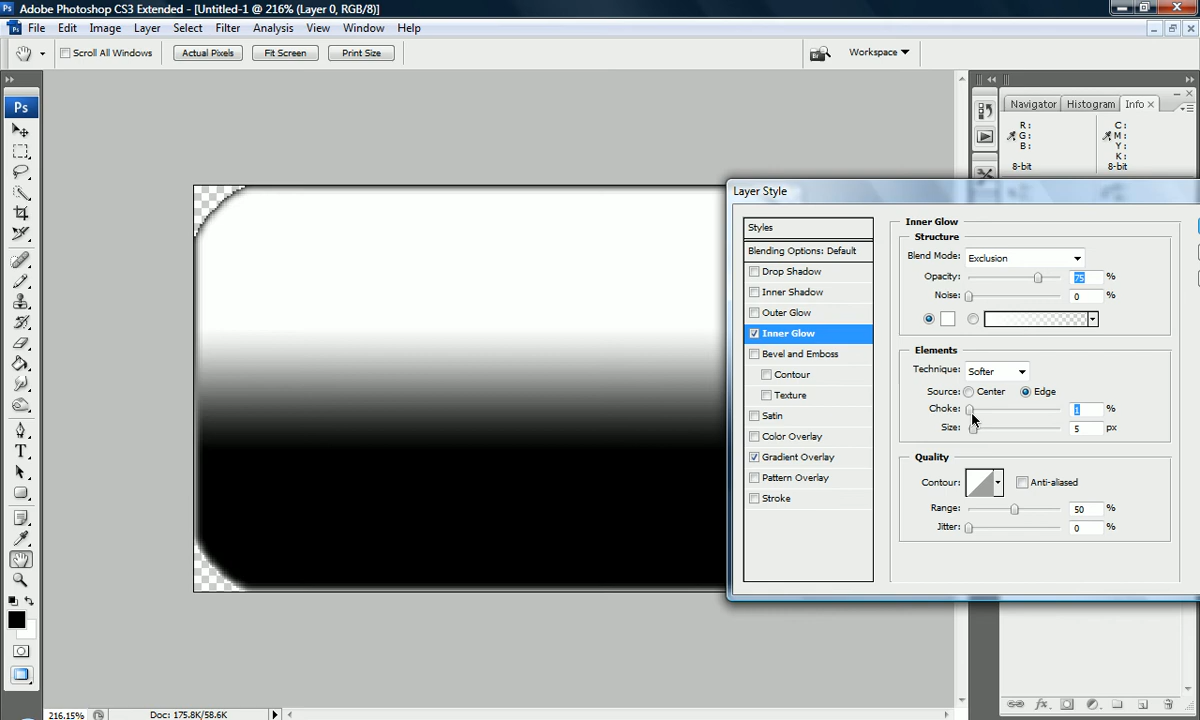 Ps Adobe Photoshop CS3 Extended - [Untitled-1 @ 216% (Layer 0, RGB/8)]
Ps File Edit Image Layer Select Filter Analysis View Window Help
Scroll All Windows Actual Pixels Fit Screen Print Size Workspace
Ps
Navigator Histogram Info
R: C:
G: M:
B: Y:
K:
8-bit 8-bit
Layer Style
Styles
Blending Options: Default
Drop Shadow
Inner Shadow
Outer Glow
Inner Glow
Bevel and Emboss
Contour
Texture
Satin
Color Overlay
Gradient Overlay
Pattern Overlay
Stroke
Inner Glow
Structure
Blend Mode: Exclusion
Opacity: 75 %
Noise: 0 %
Elements
Technique: Softer
Source: Center Edge
Choke: 1 %
Size: 5 px
Quality
Contour: Anti-aliased
Range: 50 %
Jitter: 0 %
T
fx
216.15% Doc: 175.8K/58.6K